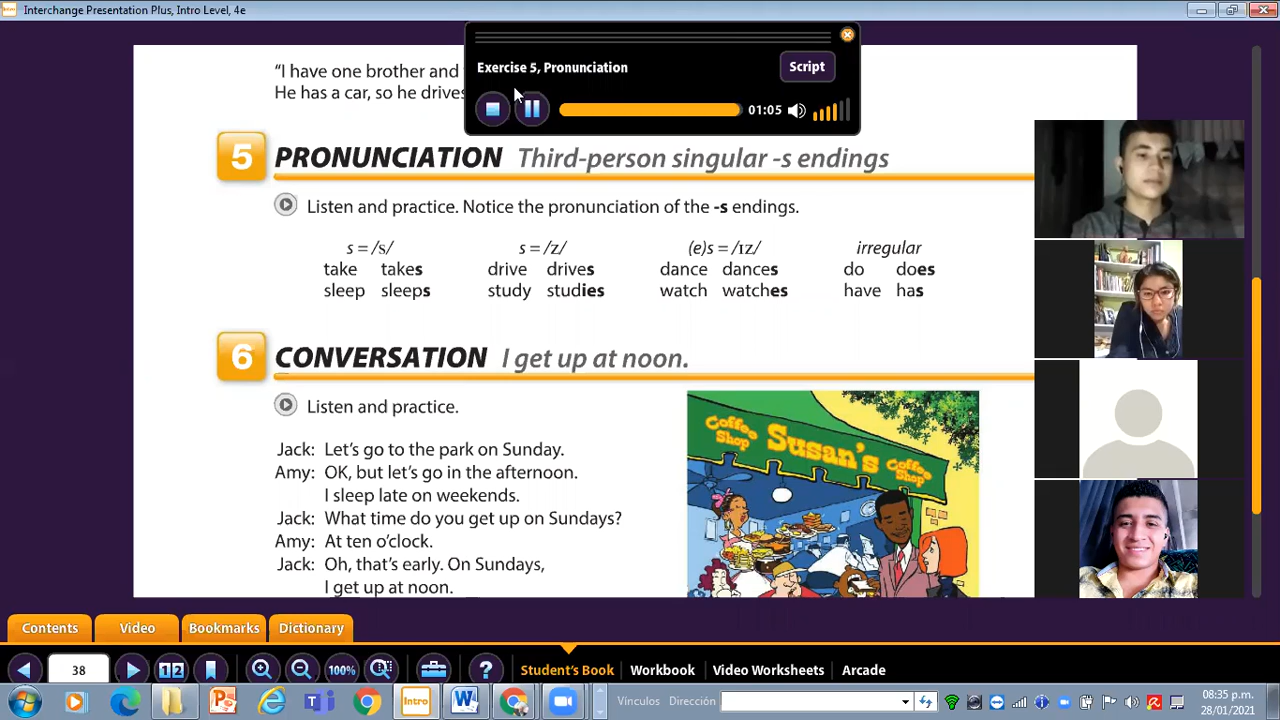 Interchange Presentation Plus, Intro Level, 4e
Exercise 5, Pronunciation
Script
01:05
"I have one brother and
He has a car, so he drives
5 PRONUNCIATION Third-person singular -s endings
Listen and practice. Notice the pronunciation of the -s endings.
s = /s/ s = /z/ (e)s = /ɪz/ irregular
take takes drive drives dance dances do does
sleep sleeps study studies watch watches have has
6 CONVERSATION I get up at noon.
Listen and practice.
Jack: Let's go to the park on Sunday.
Amy: OK, but let's go in the afternoon.
I sleep late on weekends.
Jack: What time do you get up on Sundays?
Amy: At ten o'clock.
Jack: Oh, that's early. On Sundays,
I get up at noon.
Coffee Shop Susan's Coffee Shop
Contents Video Bookmarks Dictionary
38 12 100% Student's Book Workbook Video Worksheets Arcade
Intro Vínculos Dirección 08:35 p.m.
28/01/2021